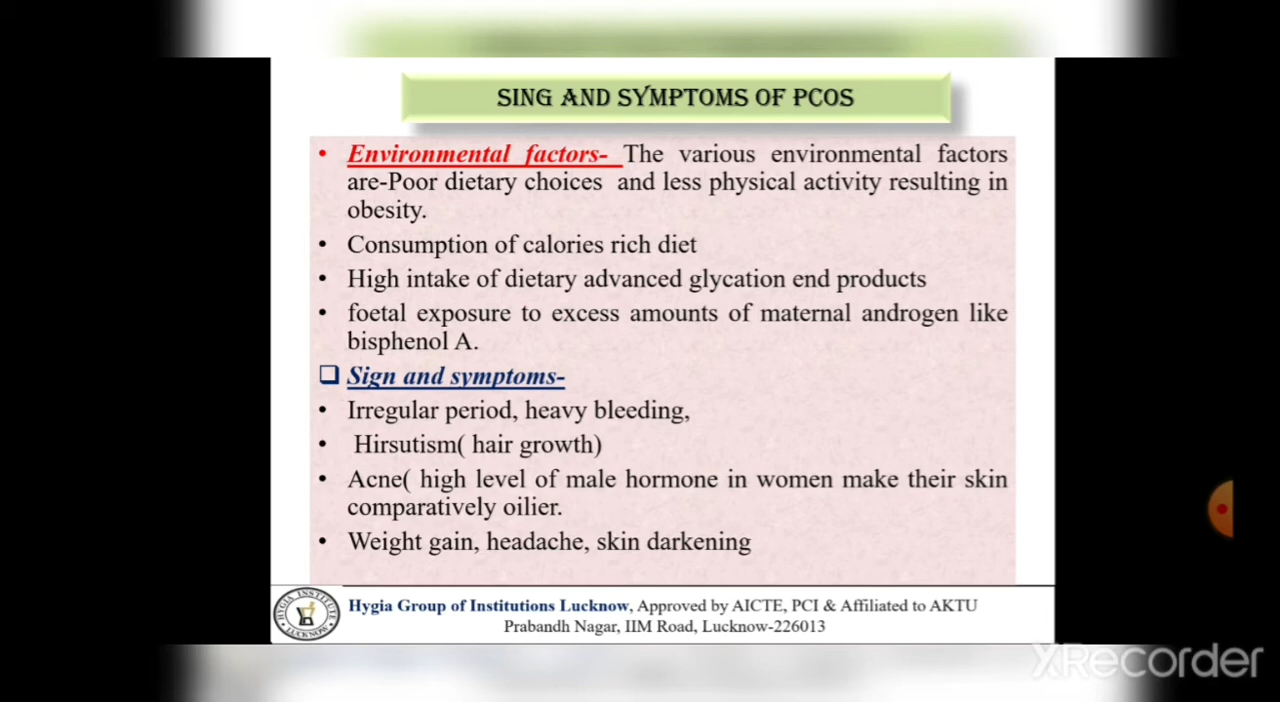 SING AND SYMPTOMS OF PCOS
• Environmental factors- The various environmental factors
are-Poor dietary choices and less physical activity resulting in
obesity.
• Consumption of calories rich diet
• High intake of dietary advanced glycation end products
• foetal exposure to excess amounts of maternal androgen like
bisphenol A.
❑ Sign and symptoms-
• Irregular period, heavy bleeding,
• Hirsutism( hair growth)
• Acne( high level of male hormone in women make their skin
comparatively oilier.
• Weight gain, headache, skin darkening
HYGIA INSTITUTE
LUCKNOW
Hygia Group of Institutions Lucknow, Approved by AICTE, PCI & Affiliated to AKTU
Prabandh Nagar, IIM Road, Lucknow-226013
XRecorder